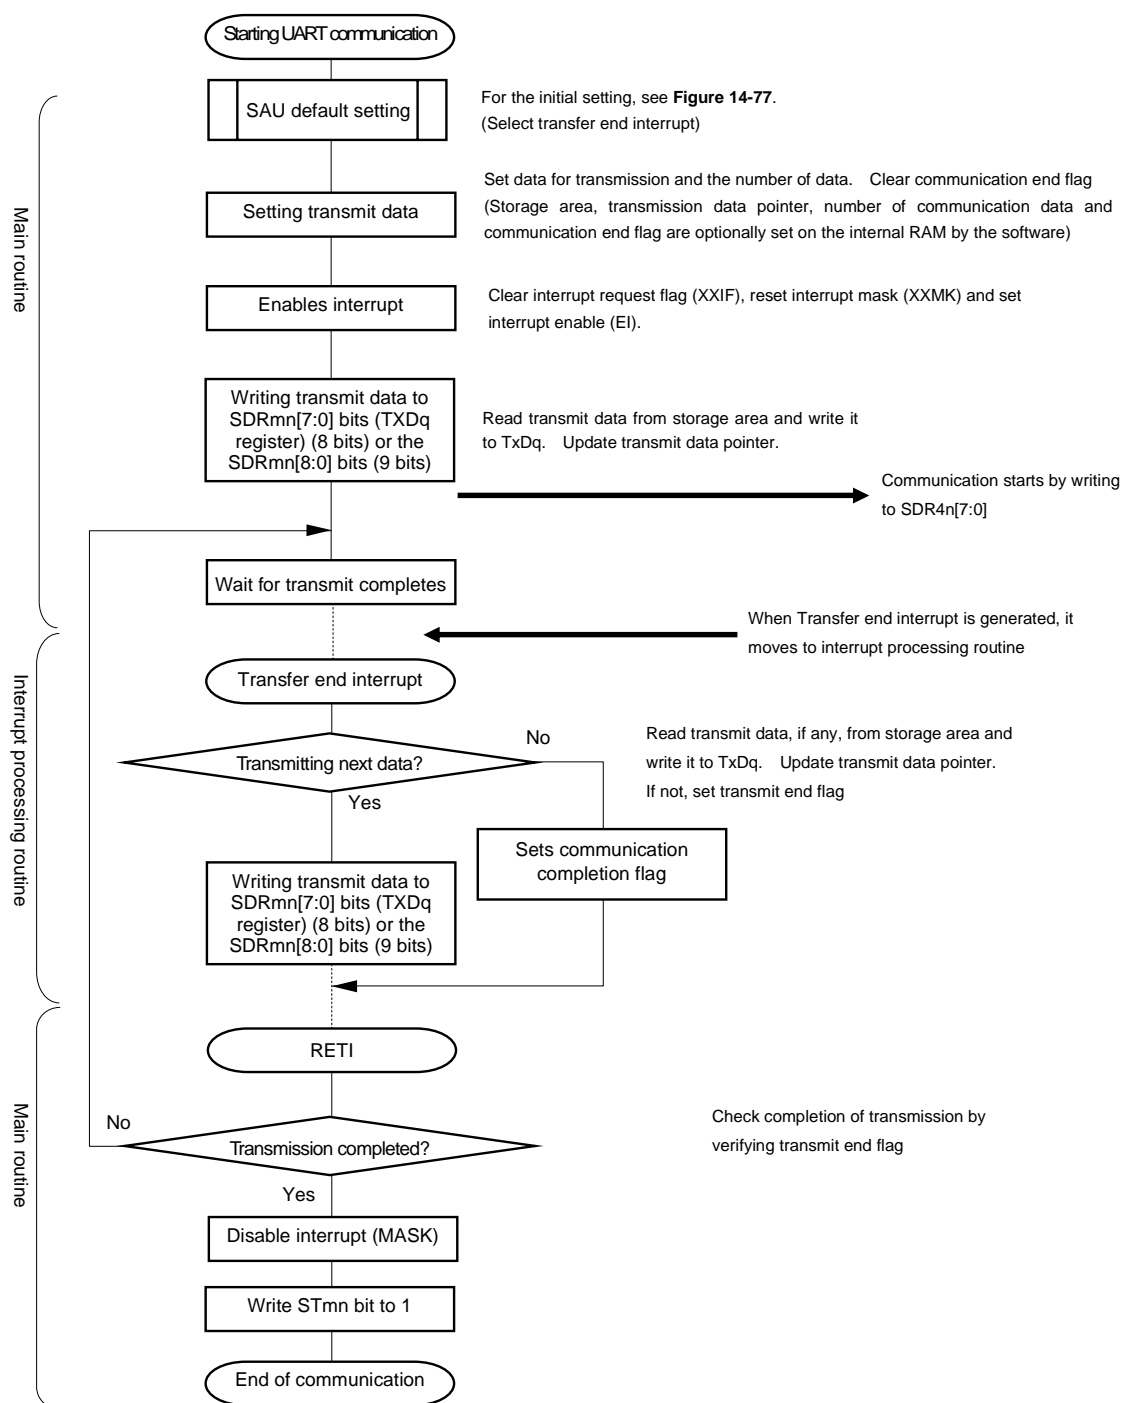 Starting UART communication
SAU default setting
For the initial setting, see Figure 14-77.
(Select transfer end interrupt)
Setting transmit data
Set data for transmission and the number of data. Clear communication end flag
(Storage area, transmission data pointer, number of communication data and
communication end flag are optionally set on the internal RAM by the software)
Main routine
Enables interrupt
Clear interrupt request flag (XXIF), reset interrupt mask (XXMK) and set
interrupt enable (EI).
Writing transmit data to
SDRmn[7:0] bits (TXDq
register) (8 bits) or the
SDRmn[8:0] bits (9 bits)
Read transmit data from storage area and write it
to TxDq. Update transmit data pointer.
Communication starts by writing
to SDR4n[7:0]
Wait for transmit completes
When Transfer end interrupt is generated, it
moves to interrupt processing routine
Transfer end interrupt
Interrupt processing routine
Transmitting next data?
No
Yes
Read transmit data, if any, from storage area and
write it to TxDq. Update transmit data pointer.
If not, set transmit end flag
Sets communication
completion flag
Writing transmit data to
SDRmn[7:0] bits (TXDq
register) (8 bits) or the
SDRmn[8:0] bits (9 bits)
RETI
Main routine
No
Transmission completed?
Yes
Check completion of transmission by
verifying transmit end flag
Disable interrupt (MASK)
Write STmn bit to 1
End of communication